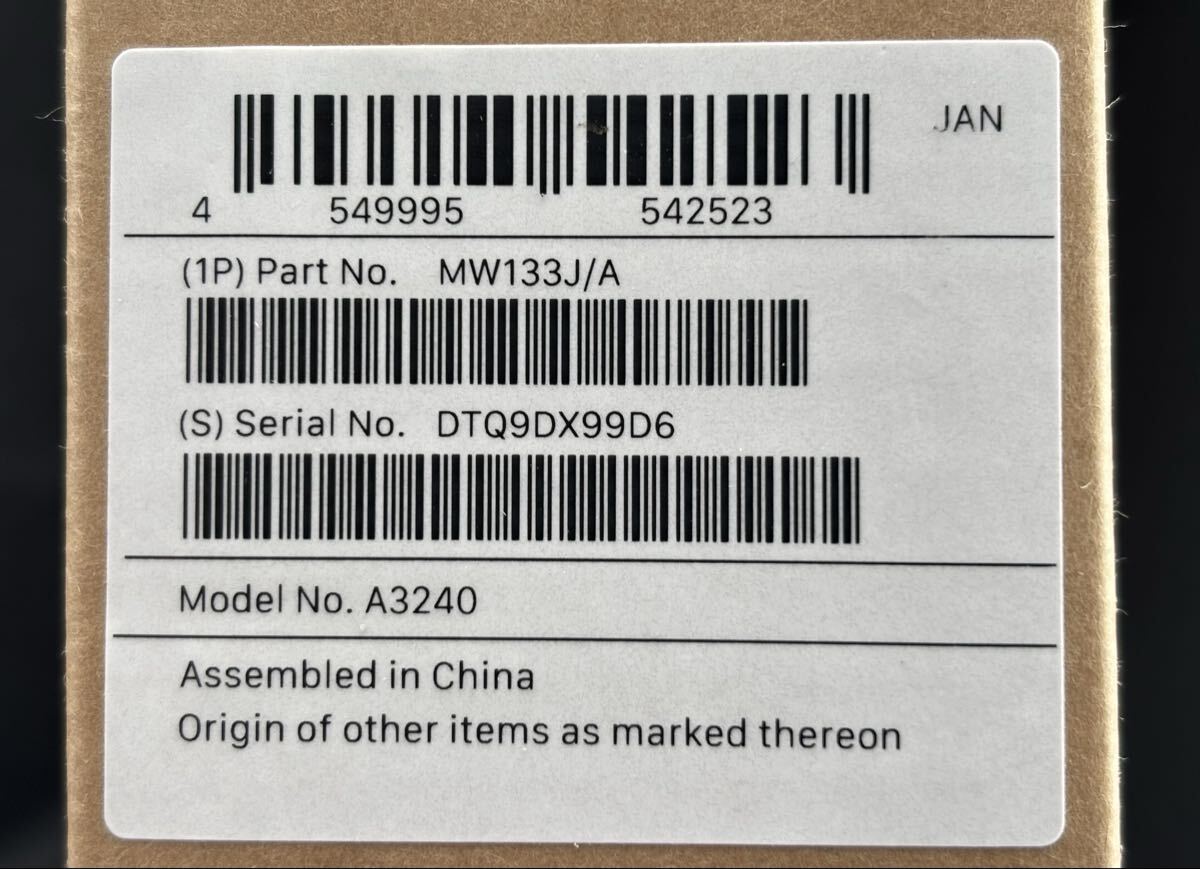 JAN
4 549995 542523
(1P) Part No. MW133J/A
(S) Serial No. DTQ9DX99D6
Model No. A3240
Assembled in China
Origin of other items as marked thereon